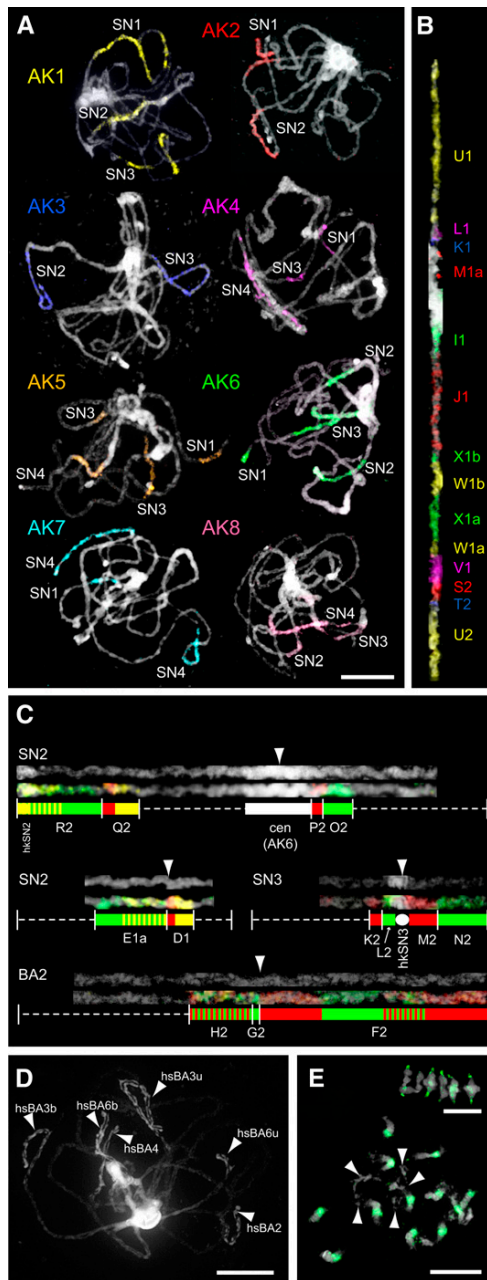 A
SN1
AK1
SN2
SN3
AK2
SN1
SN2
AK3
SN2
SN3
AK4
SN1
SN3
SN4
AK5
SN3
SN1
SN4
SN3
AK6
SN2
SN3
SN1
SN2
AK7
SN4
SN1
SN4
AK8
SN4
SN3
SN2
B
U1
L1
K1
M1a
I1
J1
X1b
W1b
X1a
W1a
V1
S2
T2
U2
C
SN2
hkSN2
R2
Q2
cen
(AK6)
P2
O2
SN2
E1a
D1
SN3
K2
L2
hkSN3
M2
N2
BA2
H2
G2
F2
D
hsBA3u
hsBA6b
hsBA3b
hsBA4
hsBA6u
hsBA2
E